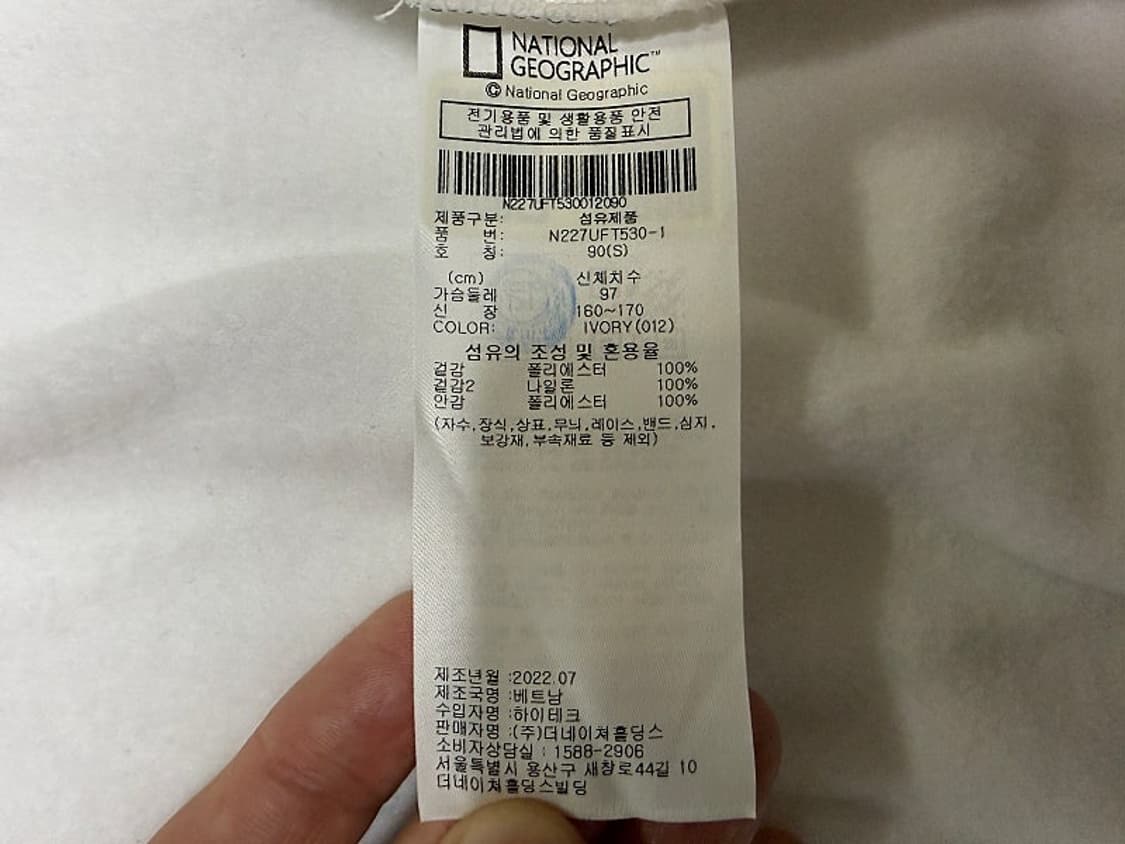 NATIONAL
GEOGRAPHIC™
© National Geographic
전기용품 및 생활용품 안전
관리법에 의한 품질표시
N227UFT530012090
제품구분: 섬유제품
품 번: N227UFT530-1
호 칭: 90(S)
(cm) 신체치수
가슴둘레 97
신 장 160~170
COLOR: IVORY(012)
섬유의 조성 및 혼용율
겉감 폴리에스터 100%
겉감2 나일론 100%
안감 폴리에스터 100%
(자수,장식,상표,무늬,레이스,밴드,심지,
보강재,부속재료 등 제외)
제조년월 :2022.07
제조국명 :베트남
수입자명 :하이테크
판매자명 :(주)더네이쳐홀딩스
소비자상담실 : 1588-2906
서울특별시 용산구 새창로44길 10
더네이쳐홀딩스빌딩